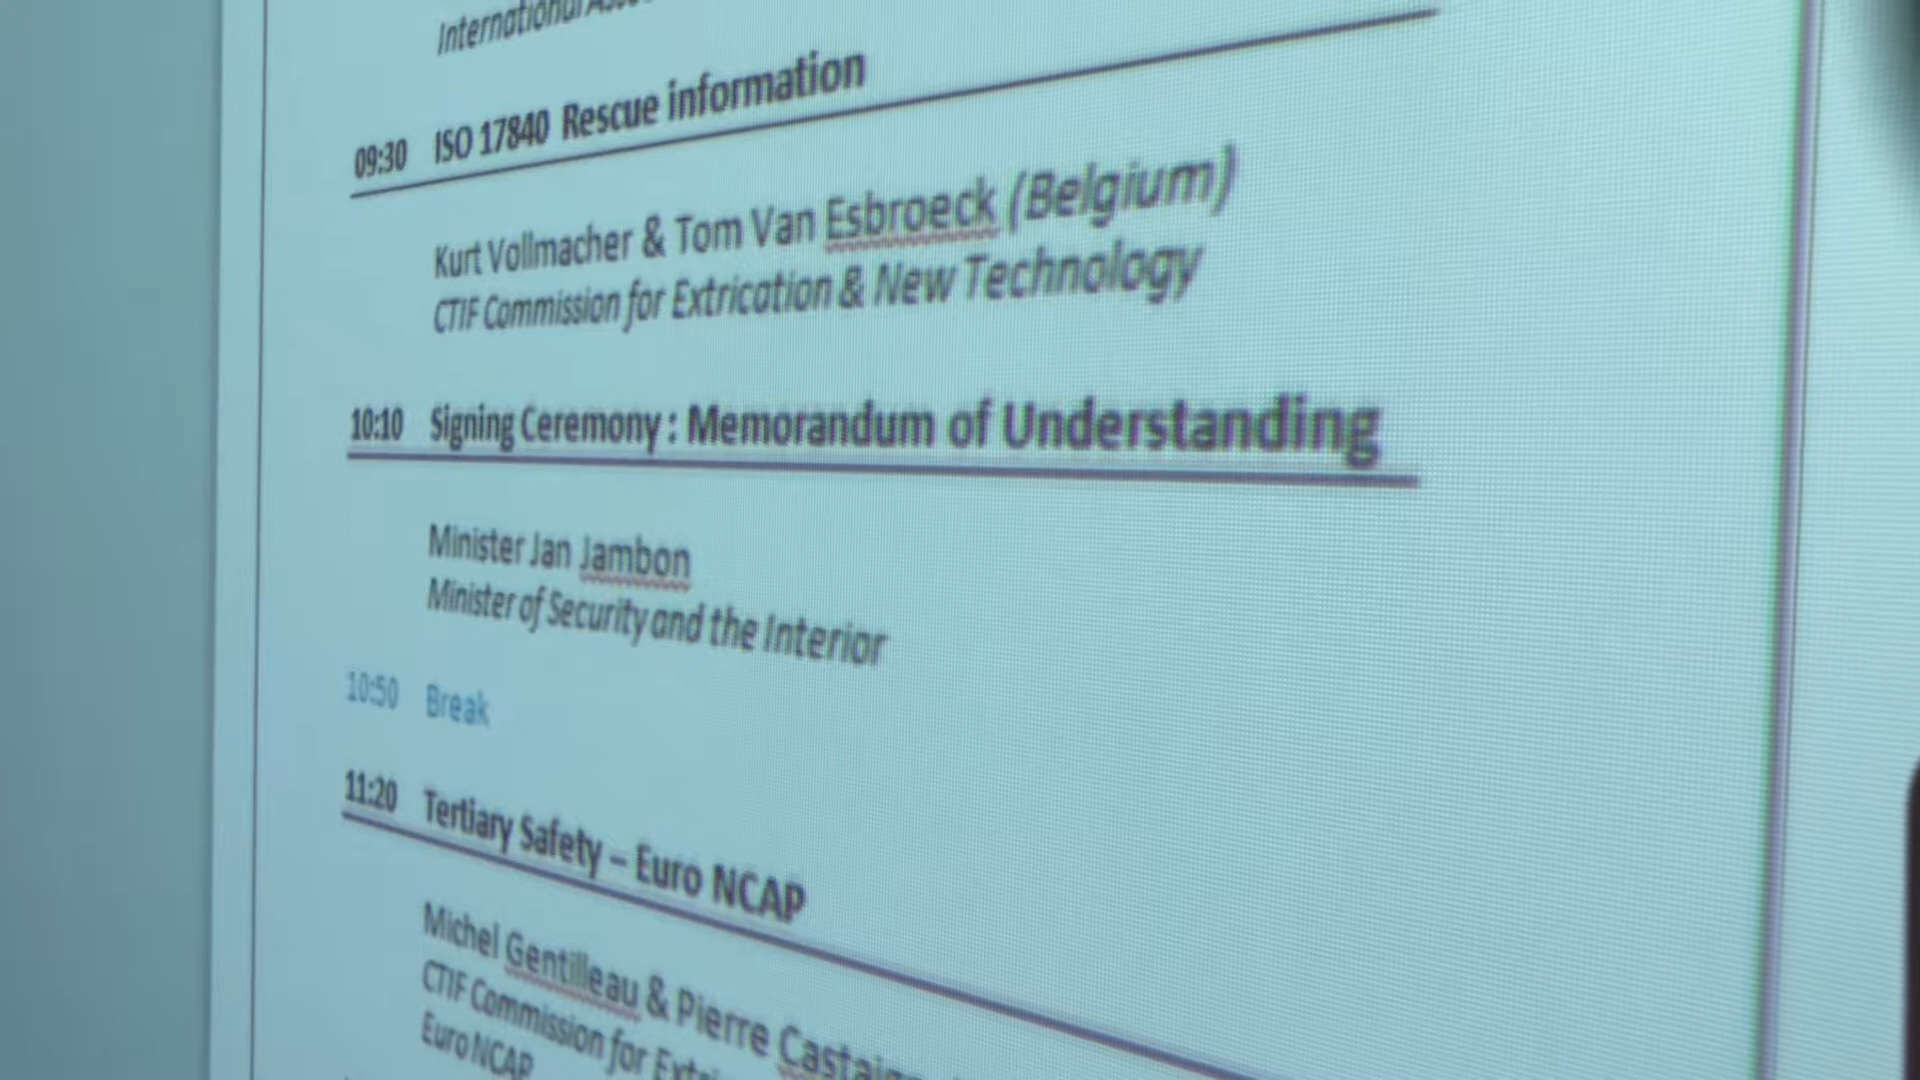 International
09:30 ISO 17840 Rescue information
Kurt Vollmacher & Tom Van Esbroeck (Belgium)
CTIF Commission for Extrication & New Technology
10:10 Signing Ceremony : Memorandum of Understanding
Minister Jan Jambon
Minister of Security and the Interior
10:50 Break
11:20 Tertiary Safety – Euro NCAP
Michel Gentilleau & Pierre
CTIF Commission for
Euro NCAP